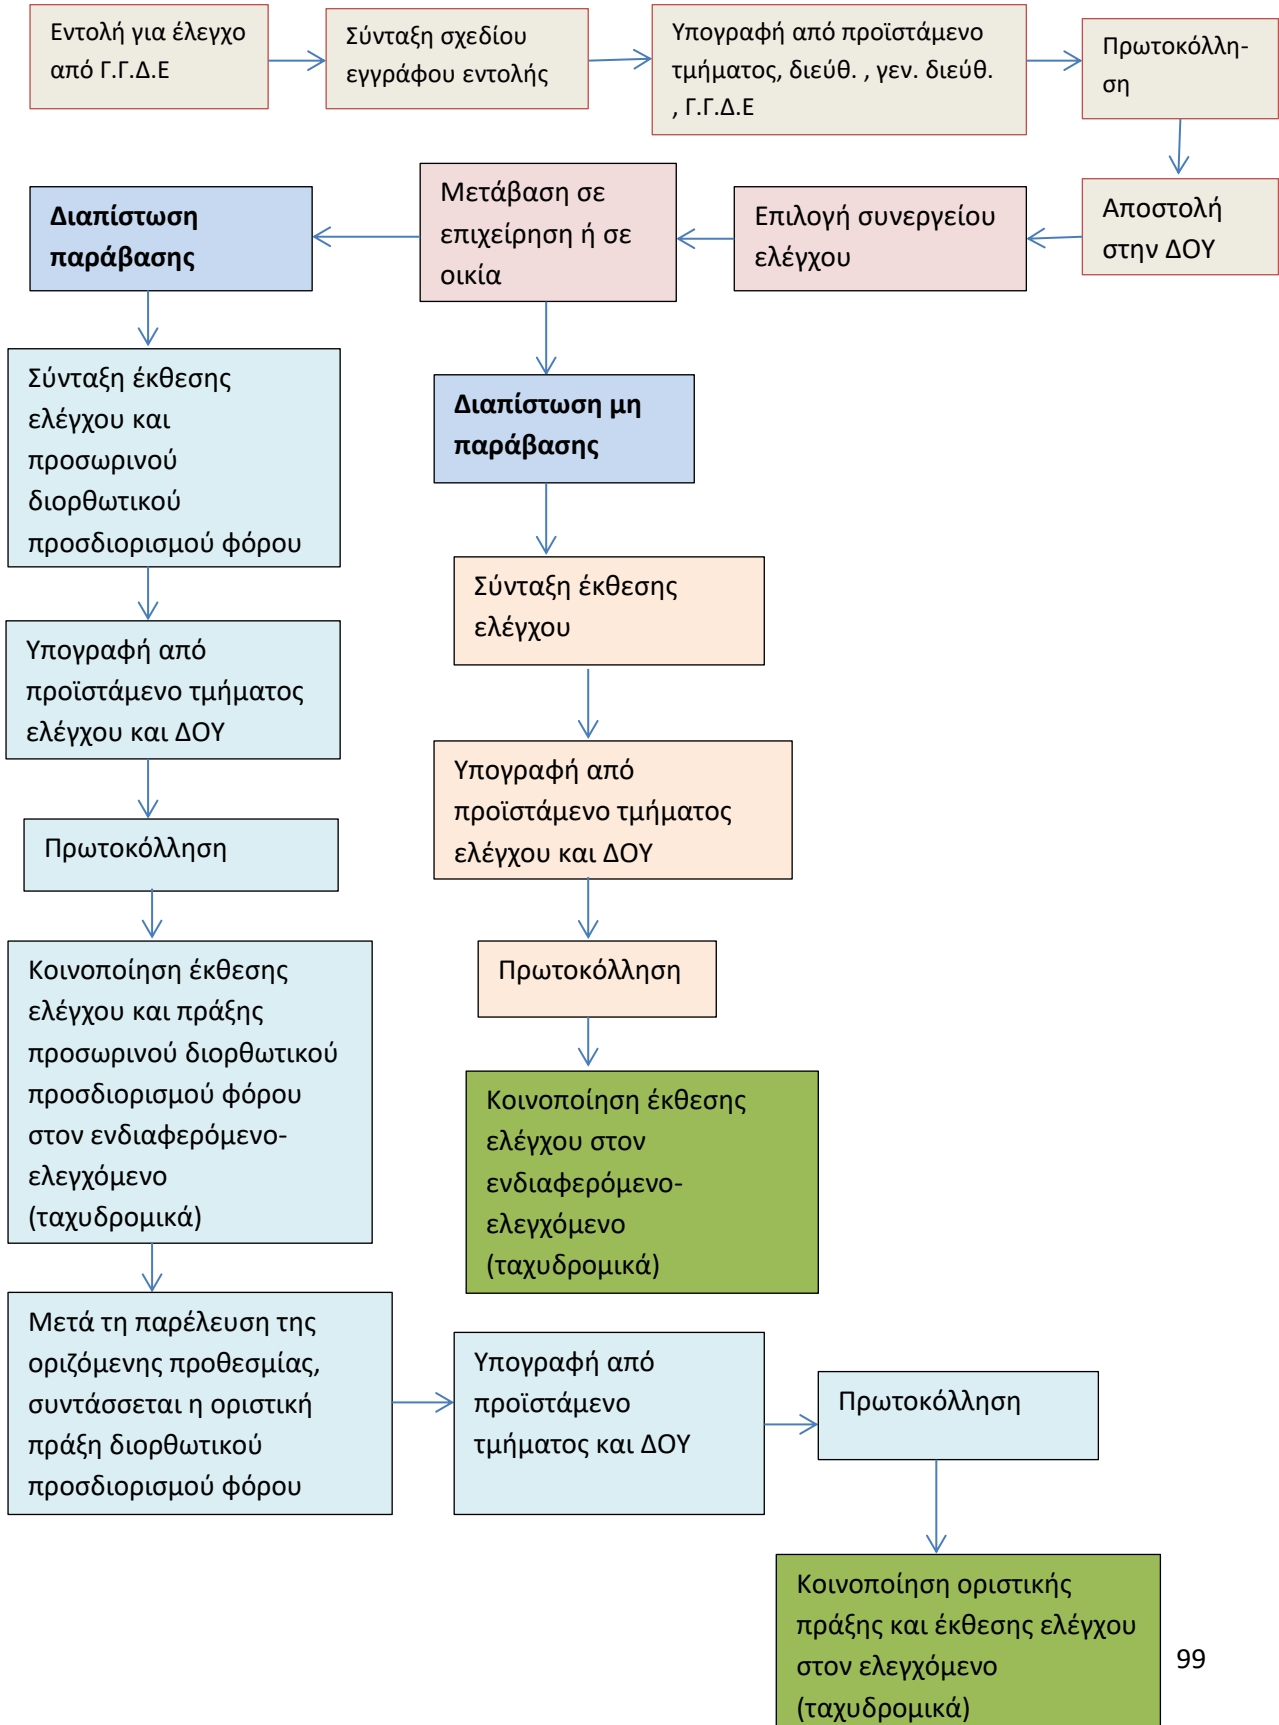 Εντολή για έλεγχο
από Γ.Γ.Δ.Ε
Σύνταξη σχεδίου
εγγράφου εντολής
Υπογραφή από προϊστάμενο
τμήματος, διεύθ. , γεν. διεύθ.
, Γ.Γ.Δ.Ε
Πρωτοκόλλη-
ση
Αποστολή
στην ΔΟΥ
Επιλογή συνεργείου
ελέγχου
Μετάβαση σε
επιχείρηση ή σε
οικία
Διαπίστωση
παράβασης
Σύνταξη έκθεσης
ελέγχου και
προσωρινού
διορθωτικού
προσδιορισμού φόρου
Υπογραφή από
προϊστάμενο τμήματος
ελέγχου και ΔΟΥ
Πρωτοκόλληση
Κοινοποίηση έκθεσης
ελέγχου και πράξης
προσωρινού διορθωτικού
προσδιορισμού φόρου
στον ενδιαφερόμενο-
ελεγχόμενο
(ταχυδρομικά)
Διαπίστωση μη
παράβασης
Σύνταξη έκθεσης
ελέγχου
Υπογραφή από
προϊστάμενο τμήματος
ελέγχου και ΔΟΥ
Πρωτοκόλληση
Κοινοποίηση έκθεσης
ελέγχου στον
ενδιαφερόμενο-
ελεγχόμενο
(ταχυδρομικά)
Μετά τη παρέλευση της
οριζόμενης προθεσμίας,
συντάσσεται η οριστική
πράξη διορθωτικού
προσδιορισμού φόρου
Υπογραφή από
προϊστάμενο
τμήματος και ΔΟΥ
Πρωτοκόλληση
Κοινοποίηση οριστικής
πράξης και έκθεσης ελέγχου
στον ελεγχόμενο
(ταχυδρομικά)
99